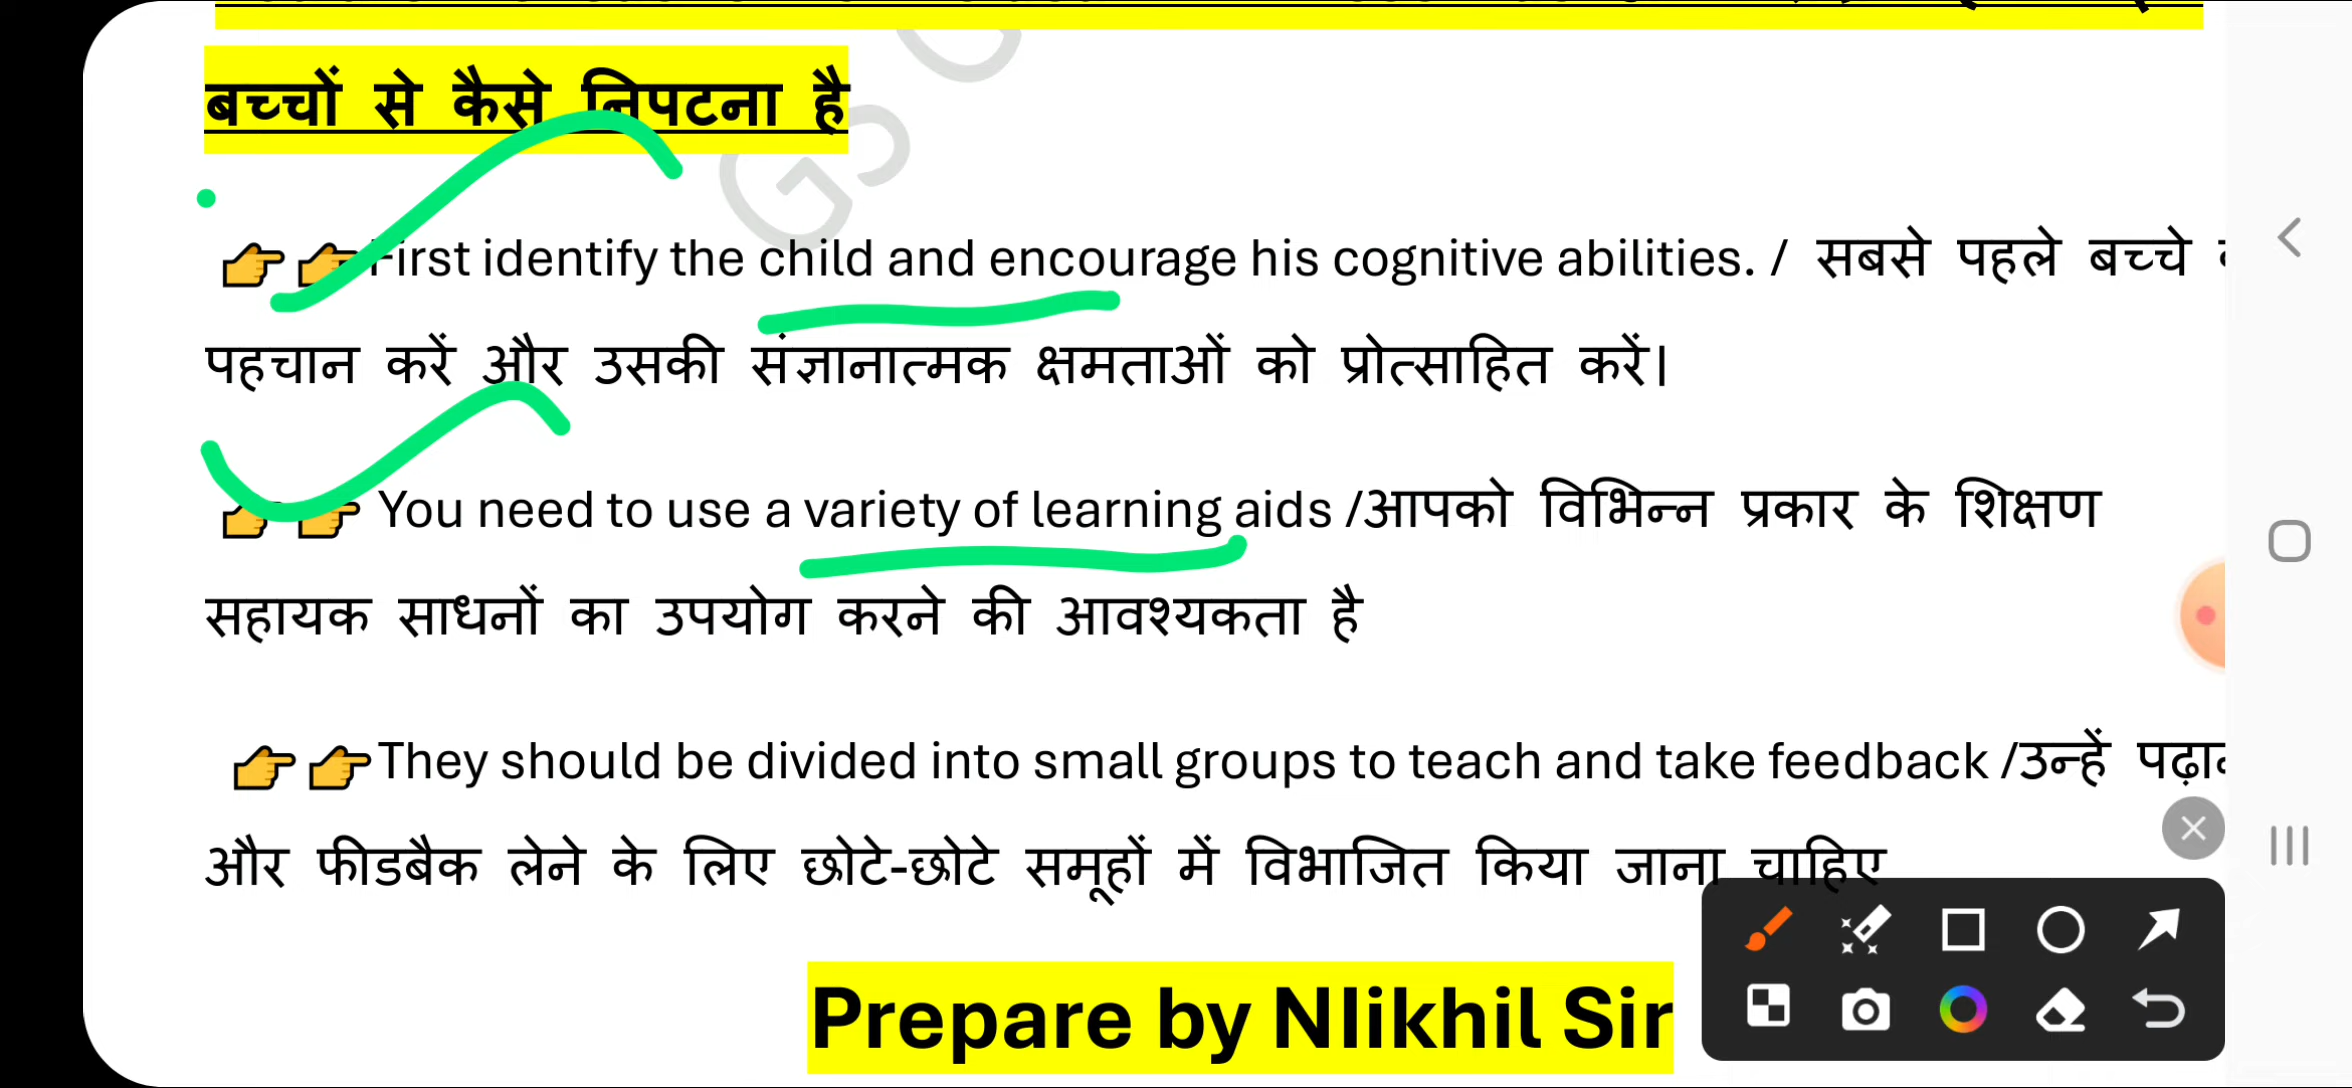 बच्चों से कैसे निपटना है
👉👉First identify the child and encourage his cognitive abilities. / सबसे पहले बच्चे
पहचान करें और उसकी संज्ञानात्मक क्षमताओं को प्रोत्साहित करें।
👉👉 You need to use a variety of learning aids /आपको विभिन्न प्रकार के शिक्षण
सहायक साधनों का उपयोग करने की आवश्यकता है
👉👉They should be divided into small groups to teach and take feedback /उन्हें
और फीडबैक लेने के लिए छोटे-छोटे समूहों में विभाजित किया जाना चाहिए
Prepare by NIikhil Sir